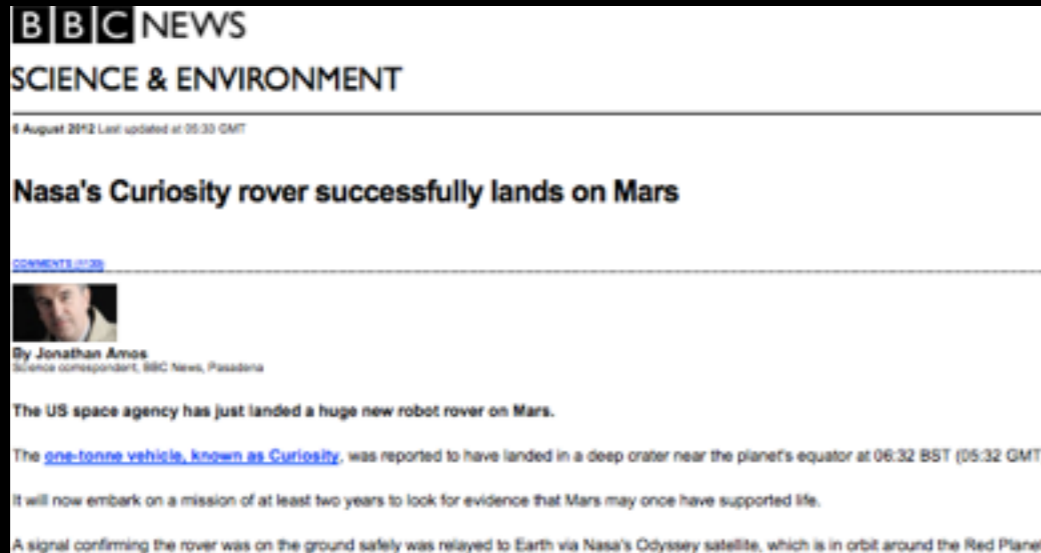 BBC NEWS
SCIENCE & ENVIRONMENT
6 August 2012 Last updated at 05:33 GMT
Nasa's Curiosity rover successfully lands on Mars
COMMENTS
By Jonathan Amos
Science correspondent, BBC News, Pasadena
The US space agency has just landed a huge new robot rover on Mars.
The one-tonne vehicle, known as Curiosity, was reported to have landed in a deep crater near the planet's equator at 06:32 BST (05:32 GMT
It will now embark on a mission of at least two years to look for evidence that Mars may once have supported life.
A signal confirming the rover was on the ground safely was relayed to Earth via Nasa's Odyssey satellite, which is in orbit around the Red Plane